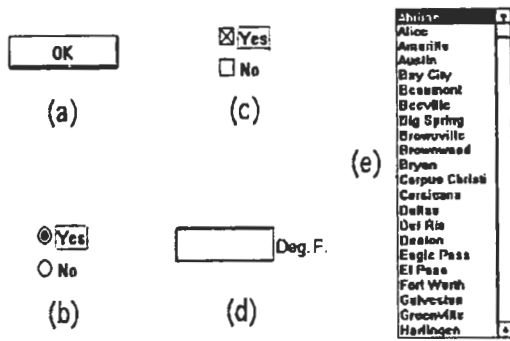 OK
(a)
Yes
No
(c)
Yes
No
(b)
Deg. F.
(d)
(e)
Abilene
Alice
Amarillo
Austin
Bay City
Beaumont
Beeville
Big Spring
Brownsville
Brownwood
Bryan
Corpus Christi
Corsicana
Dallas
Del Rio
Denton
Eagle Pass
El Paso
Fort Worth
Galveston
Greenville
Harlingen